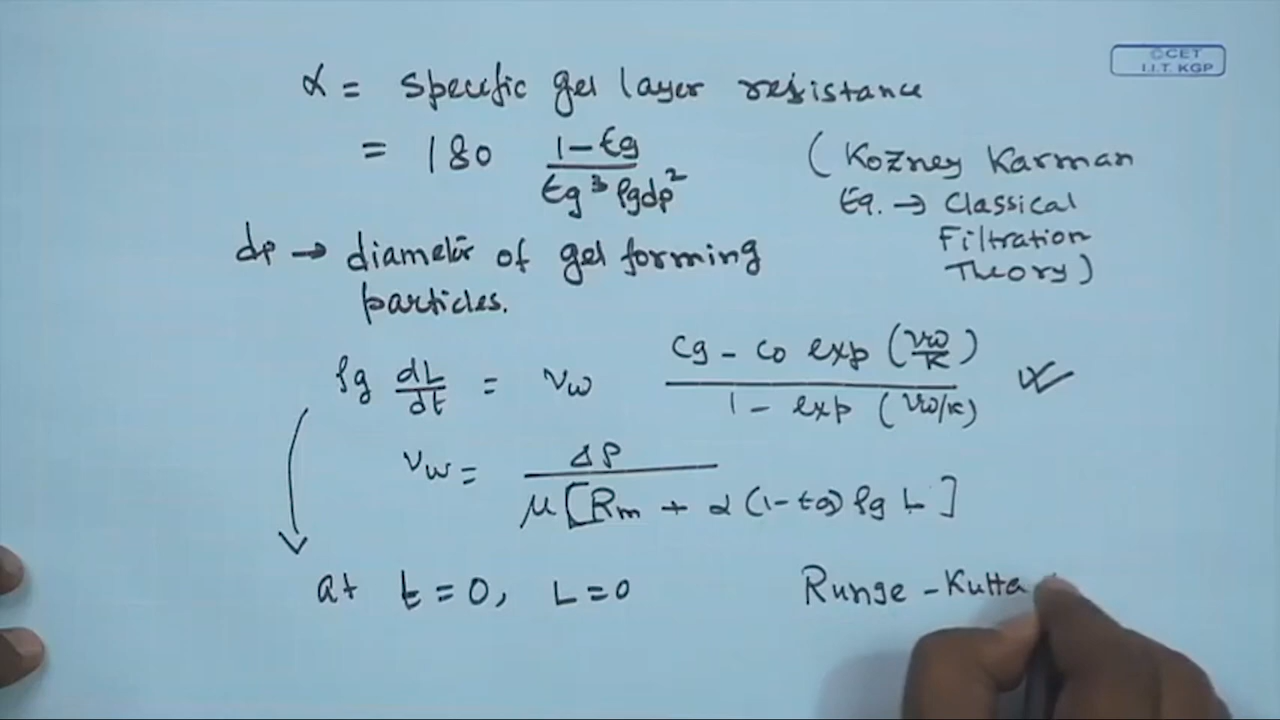 ©CET
I.I.T. KGP
α = Specific gel layer resistance
= 180 (1-εg)/(εg³ ρg dp²)
(Kozney Karman
Eq. → Classical
Filtration
Theory)
dp → diameter of gel forming
particles.
ρg dL/dt = vw (cg - co exp (vw/k))/(1 - exp (vw/k))
vw = ΔP/(μ[Rm + α (1-εg) ρg L])
at t=0, L=0
Runge-Kutta